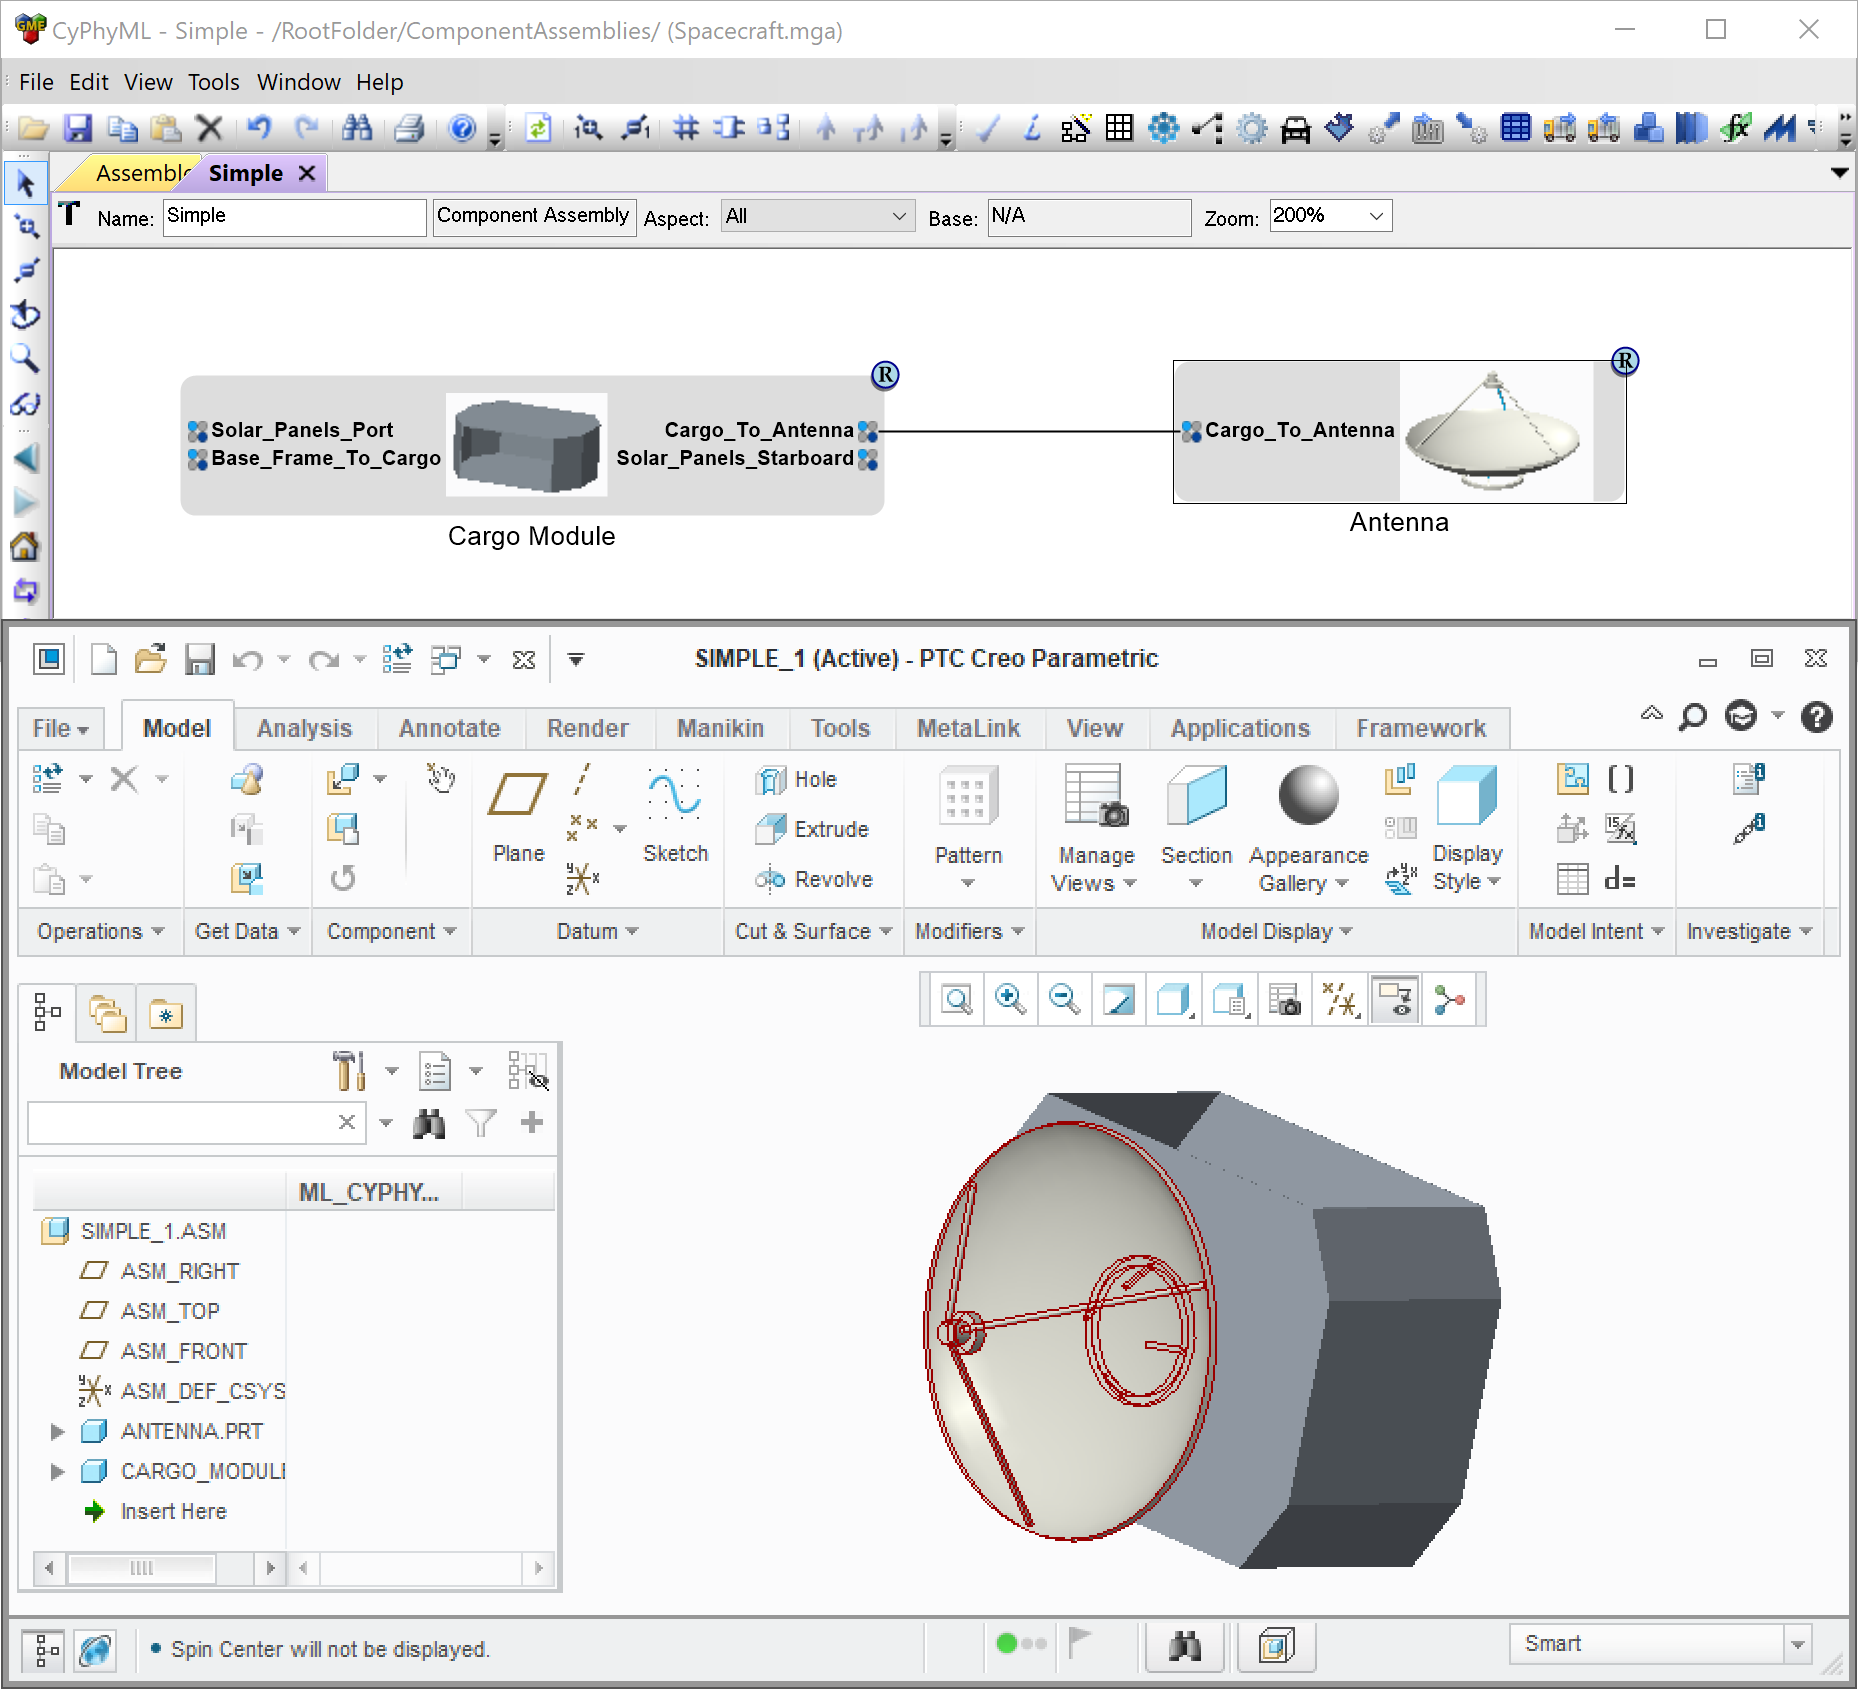 CyPhyML - Simple - /RootFolder/ComponentAssemblies/ (Spacecraft.mga)
File Edit View Tools Window Help
Assemble Simple
Name: Simple Component Assembly Aspect: All Base: N/A Zoom: 200%
R R
Solar_Panels_Port Cargo_To_Antenna Cargo_To_Antenna
Base_Frame_To_Cargo Solar_Panels_Starboard
Cargo Module Antenna
SIMPLE_1 (Active) - PTC Creo Parametric
File Model Analysis Annotate Render Manikin Tools MetaLink View Applications Framework
Hole
Extrude
Revolve
Plane Sketch Pattern Manage Views Section Appearance Gallery Display Style
Operations Get Data Component Datum Cut & Surface Modifiers Model Display Model Intent Investigate
Model Tree
ML_CYPHY...
SIMPLE_1.ASM
ASM_RIGHT
ASM_TOP
ASM_FRONT
ASM_DEF_CSYS
ANTENNA.PRT
CARGO_MODULE
Insert Here
Spin Center will not be displayed. Smart